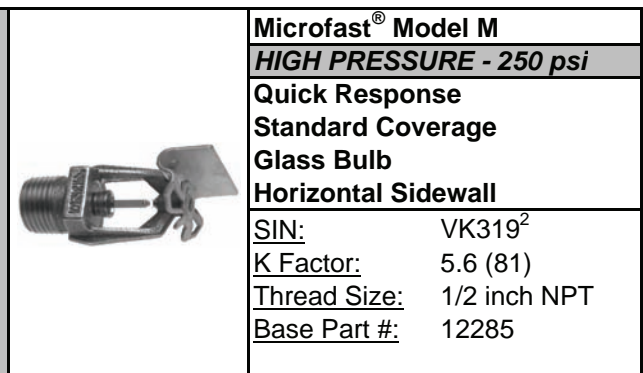 Microfast® Model M
HIGH PRESSURE - 250 psi
Quick Response
Standard Coverage
Glass Bulb
Horizontal Sidewall
SIN: VK319²
K Factor: 5.6 (81)
Thread Size: 1/2 inch NPT
Base Part #: 12285